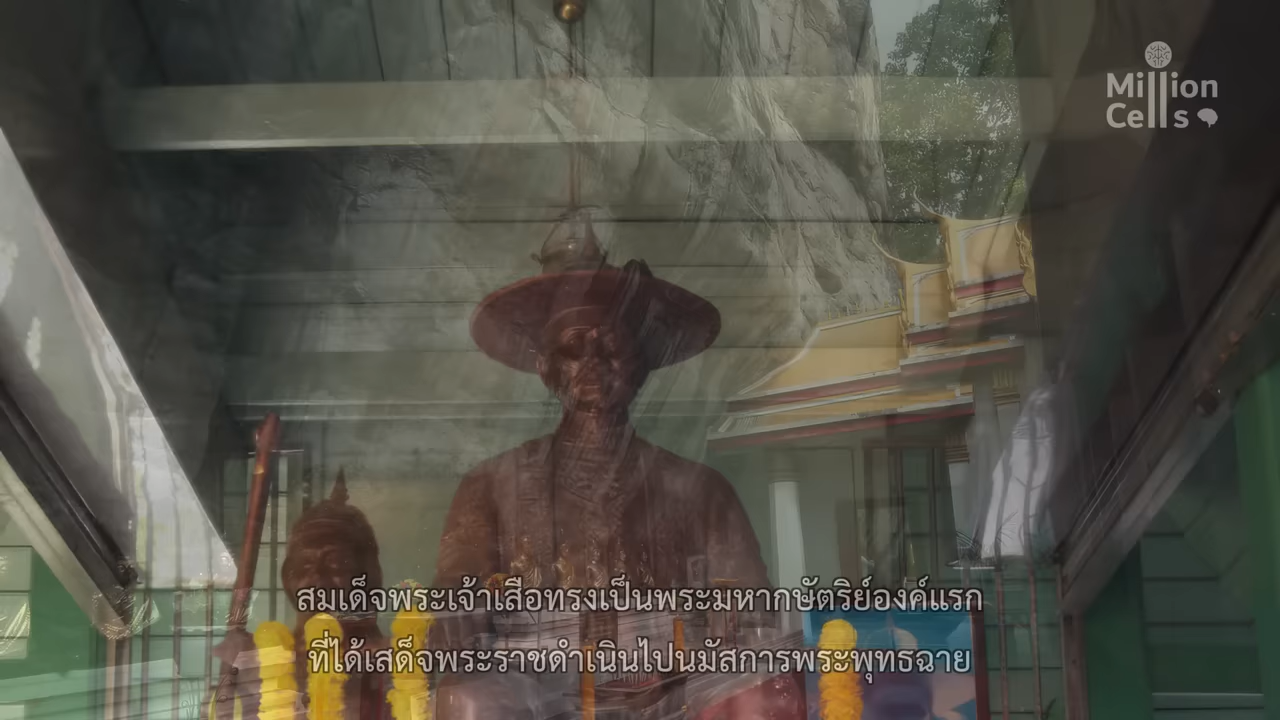 Million
Cells
สมเด็จพระเจ้าเสือทรงเป็นพระมหากษัตริย์องค์แรก
ที่ได้เสด็จพระราชดำเนินไปนมัสการพระพุทธฉาย